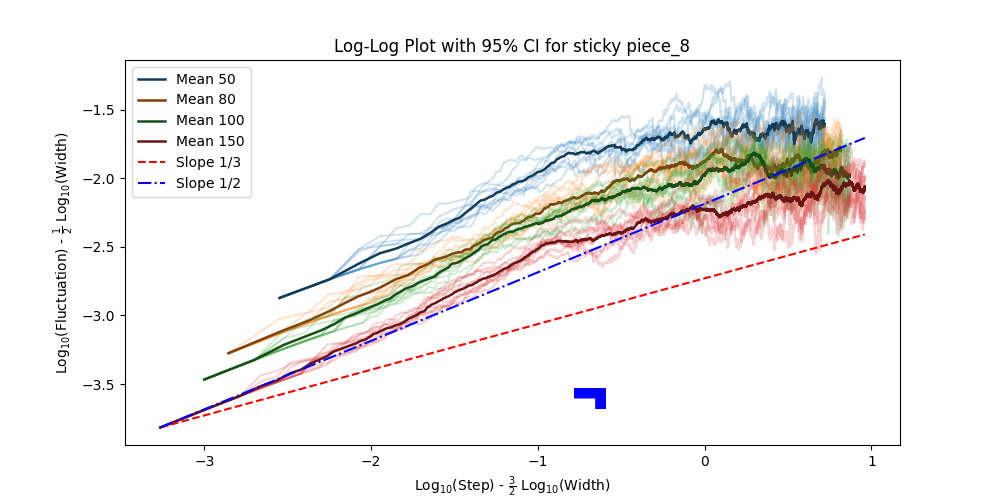 Log-Log Plot with 95% CI for sticky piece_8
Mean 50
Mean 80
Mean 100
Mean 150
Slope 1/3
Slope 1/2
Log₁₀(Fluctuation) - ½ Log₁₀(Width)
−1.5
−2.0
−2.5
−3.0
−3.5
−3 −2 −1 0 1
Log₁₀(Step) - 3/2 Log₁₀(Width)